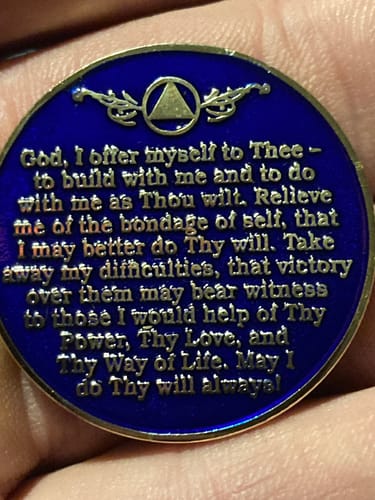 God, I offer myself to Thee –
to build with me and to do
with me as Thou wilt. Relieve
me of the bondage of self, that
I may better do Thy will. Take
away my difficulties, that victory
over them may bear witness
to those I would help of Thy
Power, Thy Love, and
Thy Way of Life. May I
do Thy will always!